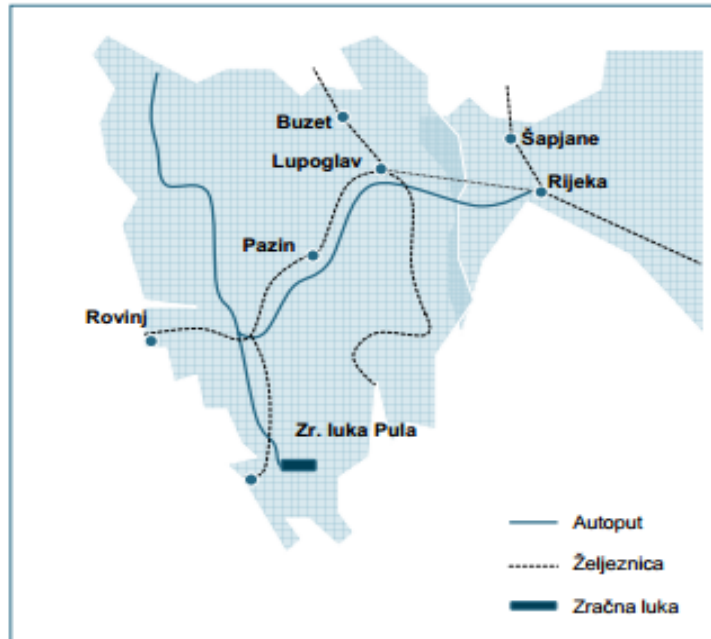 Buzet
Šapjane
Lupoglav
Rijeka
Pazin
Rovinj
Zr. luka Pula
Autoput
Željeznica
Zračna luka